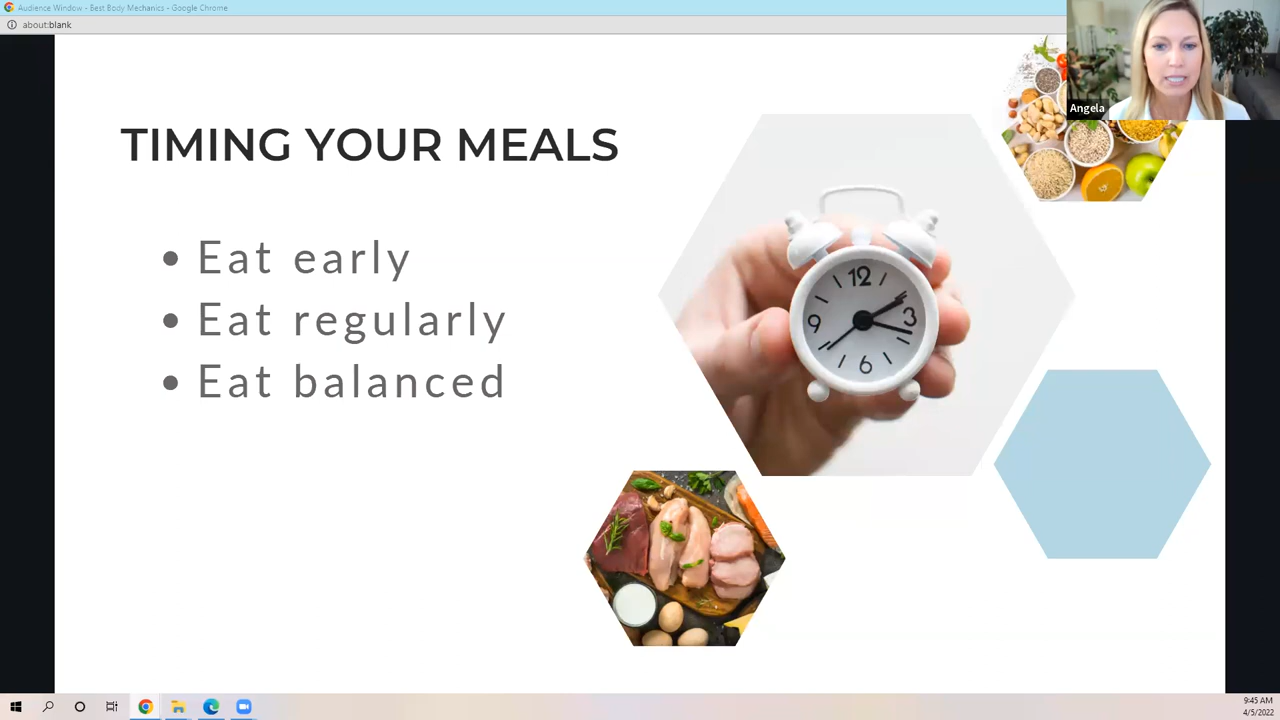 Audience Window - Best Body Mechanics - Google Chrome
about:blank
Angela
TIMING YOUR MEALS
• Eat early
• Eat regularly
• Eat balanced
12
3
6
9
9:45 AM
4/5/2022